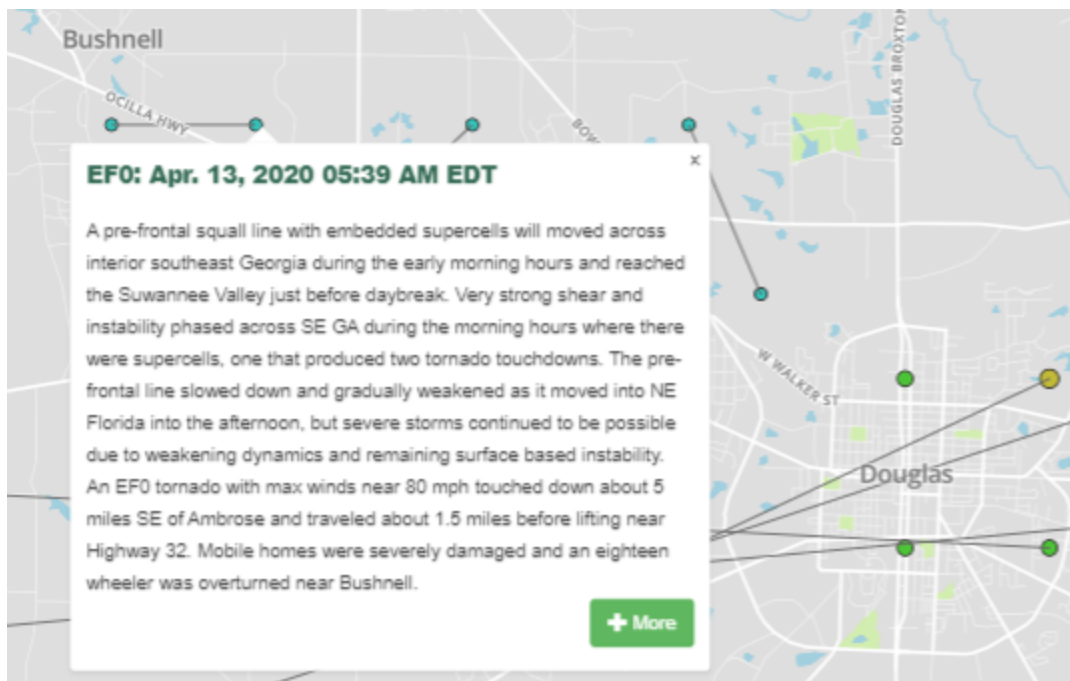 Bushnell
OCILLA HWY
DOUGLAS BROXTON
EF0: Apr. 13, 2020 05:39 AM EDT
x
A pre-frontal squall line with embedded supercells will moved across
interior southeast Georgia during the early morning hours and reached
the Suwannee Valley just before daybreak. Very strong shear and
instability phased across SE GA during the morning hours where there
were supercells, one that produced two tornado touchdowns. The pre-
frontal line slowed down and gradually weakened as it moved into NE
Florida into the afternoon, but severe storms continued to be possible
due to weakening dynamics and remaining surface based instability.
An EF0 tornado with max winds near 80 mph touched down about 5
miles SE of Ambrose and traveled about 1.5 miles before lifting near
Highway 32. Mobile homes were severely damaged and an eighteen
wheeler was overturned near Bushnell.
+ More
W WALKER ST
Douglas